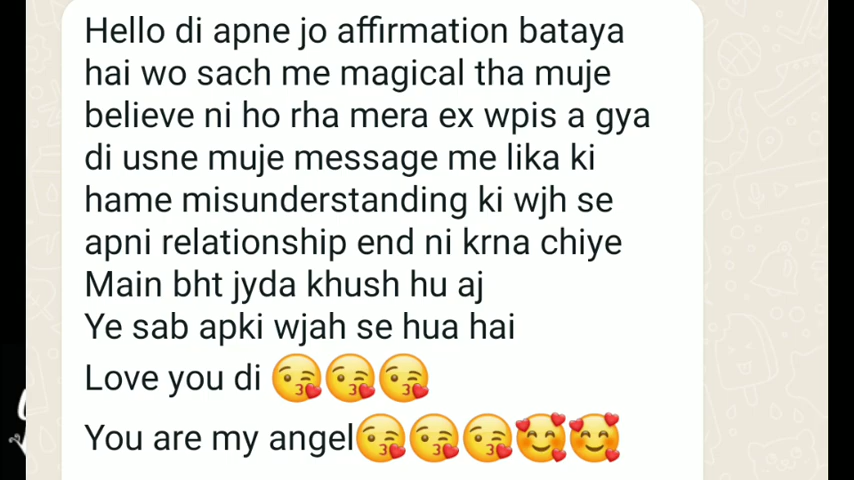 Hello di apne jo affirmation bataya
hai wo sach me magical tha muje
believe ni ho rha mera ex wpis a gya
di usne muje message me lika ki
hame misunderstanding ki wjh se
apni relationship end ni krna chiye
Main bht jyda khush hu aj
Ye sab apki wjah se hua hai
Love you di 😘😘😘
You are my angel😘😘😘🥰🥰